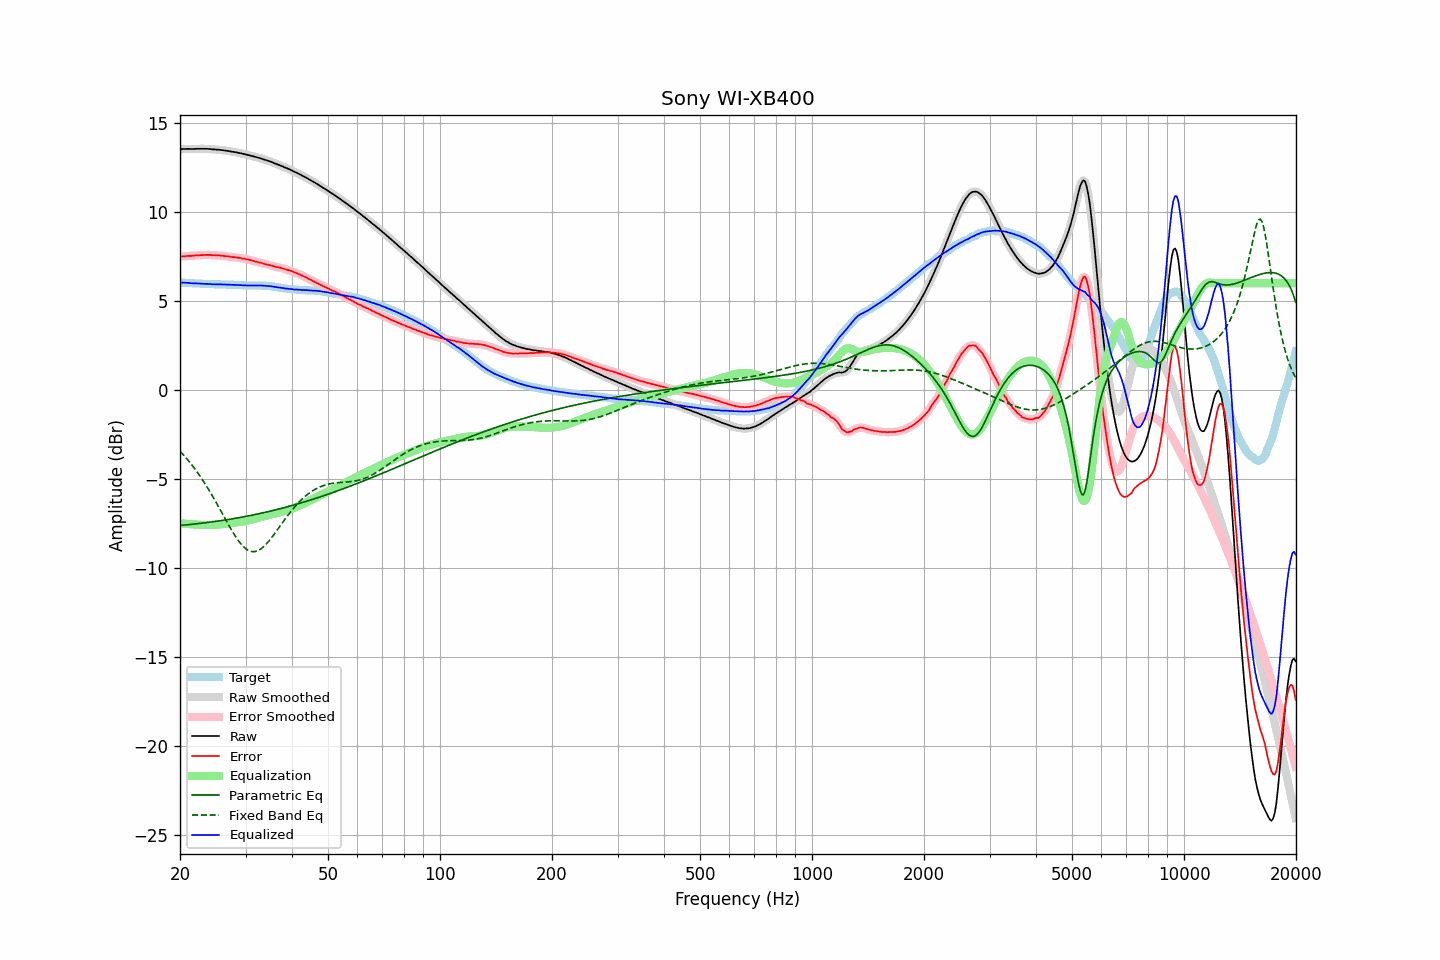 Sony WI-XB400
15
10
5
0
−5
−10
−15
−20
−25
Amplitude (dBr)
Target
Raw Smoothed
Error Smoothed
Raw
Error
Equalization
Parametric Eq
Fixed Band Eq
Equalized
20 50 100 200 500 1000 2000 5000 10000 20000
Frequency (Hz)